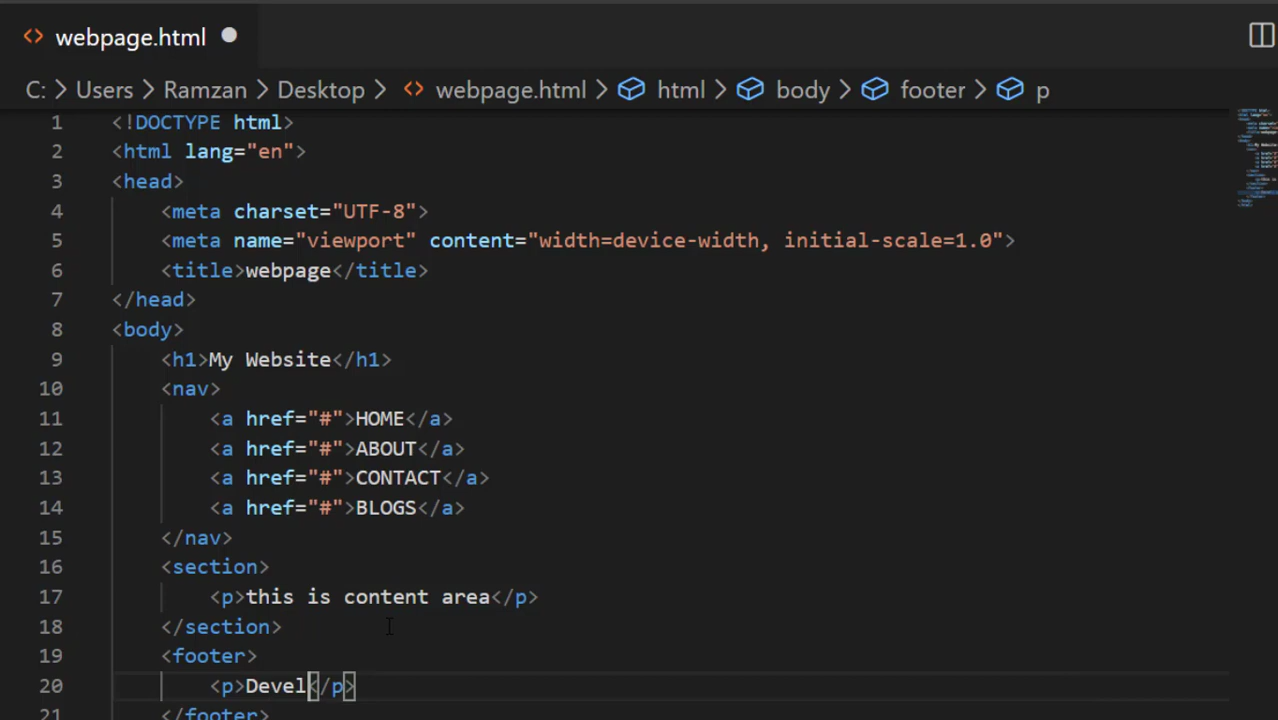 webpage.html
C: > Users > Ramzan > Desktop > webpage.html > html > body > footer > p
1 <!DOCTYPE html>
2 <html lang="en">
3 <head>
4 <meta charset="UTF-8">
5 <meta name="viewport" content="width=device-width, initial-scale=1.0">
6 <title>webpage</title>
7 </head>
8 <body>
9 <h1>My Website</h1>
10 <nav>
11 <a href="#">HOME</a>
12 <a href="#">ABOUT</a>
13 <a href="#">CONTACT</a>
14 <a href="#">BLOGS</a>
15 </nav>
16 <section>
17 <p>this is content area</p>
18 </section>
19 <footer>
20 <p>Devel</p>
21 </footer>